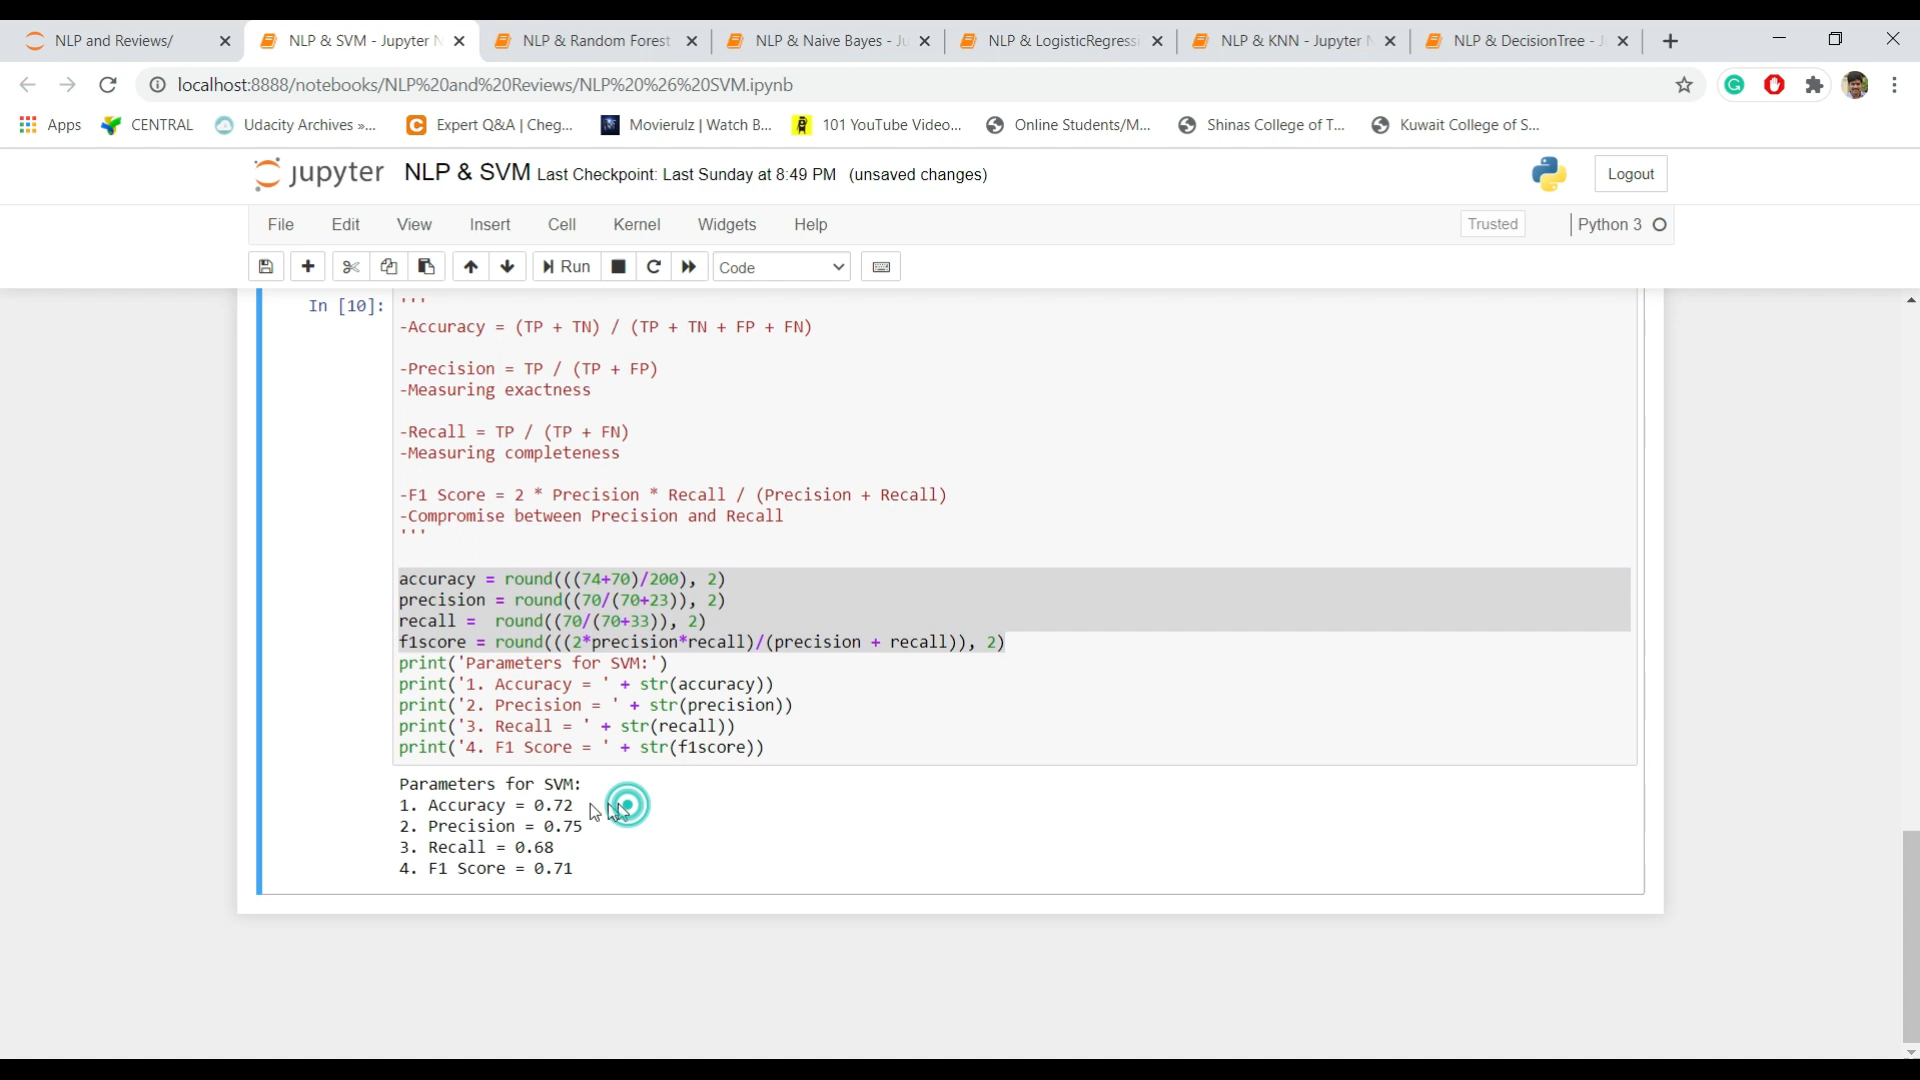 NLP and Reviews/
NLP & SVM - Jupyter N
NLP & Random Forest
NLP & Naive Bayes - Ju
NLP & LogisticRegressi
NLP & KNN - Jupyter N
NLP & DecisionTree - J
localhost:8888/notebooks/NLP%20and%20Reviews/NLP%20%26%20SVM.ipynb
Apps
CENTRAL
Udacity Archives »...
Expert Q&A | Cheg...
Movierulz | Watch B...
101 YouTube Video...
Online Students/M...
Shinas College of T...
Kuwait College of S...
jupyter NLP & SVM Last Checkpoint: Last Sunday at 8:49 PM (unsaved changes)
Logout
File Edit View Insert Cell Kernel Widgets Help
Trusted
Python 3
Run
Code
In [10]: '''
-Accuracy = (TP + TN) / (TP + TN + FP + FN)
-Precision = TP / (TP + FP)
-Measuring exactness
-Recall = TP / (TP + FN)
-Measuring completeness
-F1 Score = 2 * Precision * Recall / (Precision + Recall)
-Compromise between Precision and Recall
'''
accuracy = round(((74+70)/200), 2)
precision = round((70/(70+23)), 2)
recall =  round((70/(70+33)), 2)
f1score = round(((2*precision*recall)/(precision + recall)), 2)
print('Parameters for SVM:')
print('1. Accuracy = ' + str(accuracy))
print('2. Precision = ' + str(precision))
print('3. Recall = ' + str(recall))
print('4. F1 Score = ' + str(f1score))
Parameters for SVM:
1. Accuracy = 0.72
2. Precision = 0.75
3. Recall = 0.68
4. F1 Score = 0.71